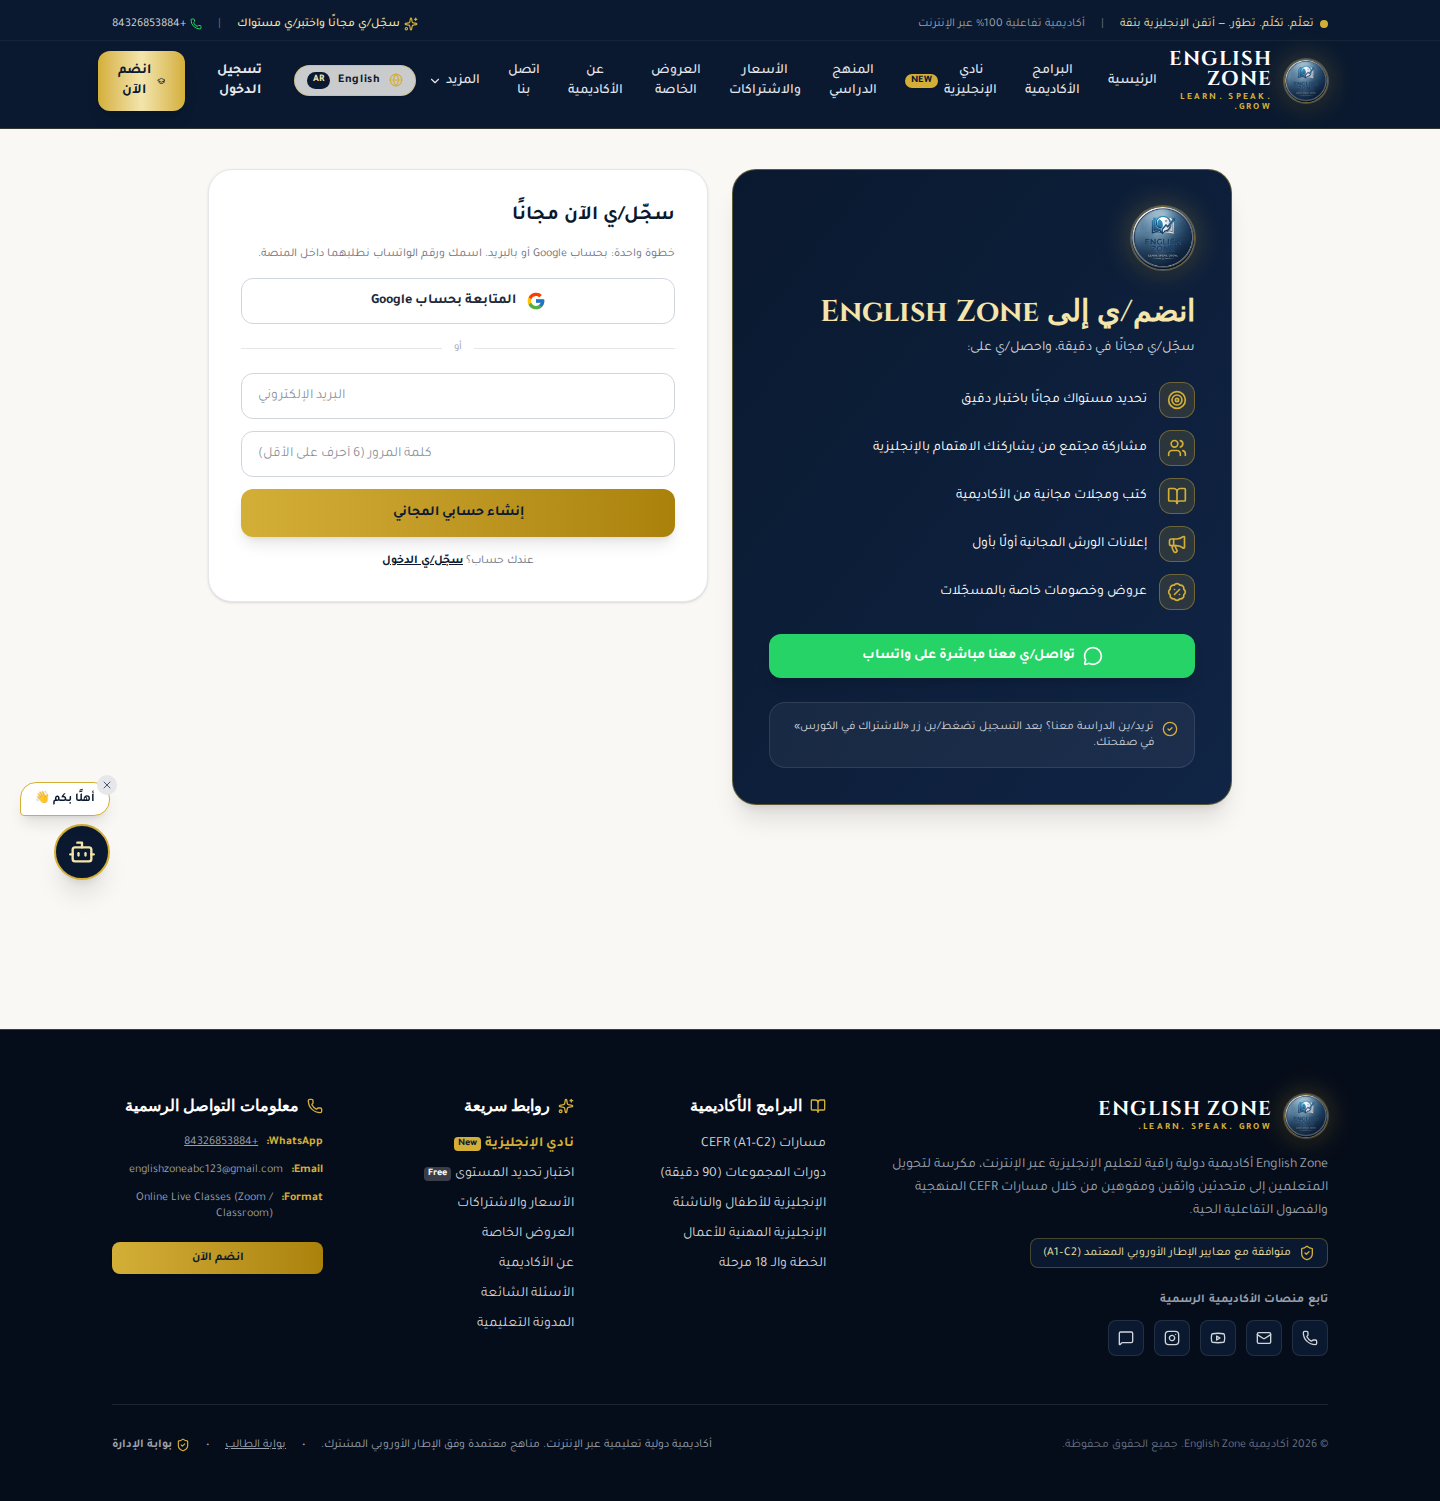 تعلّم. تكلّم. تطوّر. — أتقن الإنجليزية بثقة | أكاديمية تفاعلية 100% عبر الإنترنت
سجّل/ي مجانًا واختبر/ي مستواك | +84326853884
ENGLISH ZONE
LEARN. SPEAK. GROW.
الرئيسية
البرامج الأكاديمية
نادي الإنجليزية NEW
المنهج الدراسي
الأسعار والاشتراكات
العروض الخاصة
عن الأكاديمية
اتصل بنا
المزيد
English AR
تسجيل الدخول
انضم الآن
انضم/ي إلى ENGLISH ZONE
سجّل/ي مجانًا في دقيقة، واحصل/ي على:
تحديد مستواك مجانًا باختبار دقيق
مشاركة مجتمع من يشاركنك الاهتمام بالإنجليزية
كتب ومجلات مجانية من الأكاديمية
إعلانات الورش المجانية أولًا بأول
عروض وخصومات خاصة بالمسجّلات
تواصل/ي معنا مباشرة على واتساب
تريد/ين الدراسة معنا؟ بعد التسجيل تضغط/ين زر «للاشتراك في الكورس»
في صفحتك.
سجّل/ي الآن مجانًا
خطوة واحدة: بحساب Google أو بالبريد. اسمك ورقم الواتساب نطلبهما داخل المنصة.
المتابعة بحساب Google
أو
البريد الإلكتروني
كلمة المرور (6 أحرف على الأقل)
إنشاء حسابي المجاني
عندك حساب؟ سجّل/ي الدخول
أهلًا بكم 👋
ENGLISH ZONE
LEARN. SPEAK. GROW.
English Zone أكاديمية دولية راقية لتعليم الإنجليزية عبر الإنترنت، مكرسة لتحويل
المتعلمين إلى متحدثين واثقين ومفوهين من خلال مسارات CEFR المنهجية
والفصول التفاعلية الحية.
متوافقة مع معايير الإطار الأوروبي المعتمد (A1–C2)
تابع منصات الأكاديمية الرسمية
البرامج الأكاديمية
مسارات CEFR (A1–C2)
دورات المجموعات (90 دقيقة)
الإنجليزية للأطفال والناشئة
الإنجليزية المهنية للأعمال
الخطة والـ 18 مرحلة
روابط سريعة
نادي الإنجليزية New
اختبار تحديد المستوى Free
الأسعار والاشتراكات
العروض الخاصة
عن الأكاديمية
الأسئلة الشائعة
المدونة التعليمية
معلومات التواصل الرسمية
WhatsApp: +84326853884
Email: englishzoneabc123@gmail.com
Format: Online Live Classes (Zoom /
Classroom)
انضم الآن
© 2026 أكاديمية English Zone. جميع الحقوق محفوظة.
أكاديمية دولية تعليمية عبر الإنترنت. مناهج معتمدة وفق الإطار الأوروبي المشترك. • بوابة الطالب • بوابة الإدارة